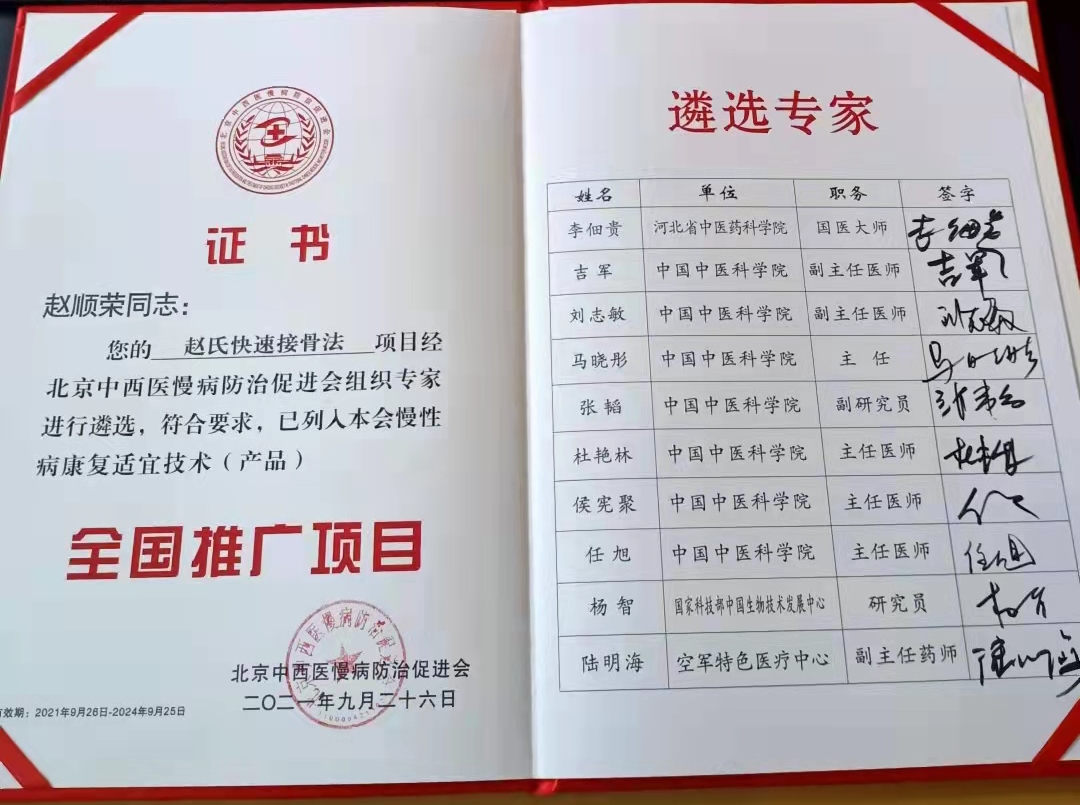 证书
赵顺荣同志：
您的 赵氏快速接骨法 项目经
北京中西医慢病防治促进会组织专家
进行遴选，符合要求，已列入本会慢性
病康复适宜技术（产品）
全国推广项目
北京中西医慢病防治促进会
二〇二一年九月二十六日
有效期：2021年9月26日-2024年9月25日
遴选专家
姓名 单位 职务 签字
李佃贵 河北省中医药科学院 国医大师
吉军 中国中医科学院 副主任医师 吉军
刘志敏 中国中医科学院 副主任医师
马晓彤 中国中医科学院 主任
张韬 中国中医科学院 副研究员
杜艳林 中国中医科学院 主任医师
侯宪聚 中国中医科学院 主任医师
任旭 中国中医科学院 主任医师
杨智 国家科技部中国生物技术发展中心 研究员
陆明海 空军特色医疗中心 副主任药师